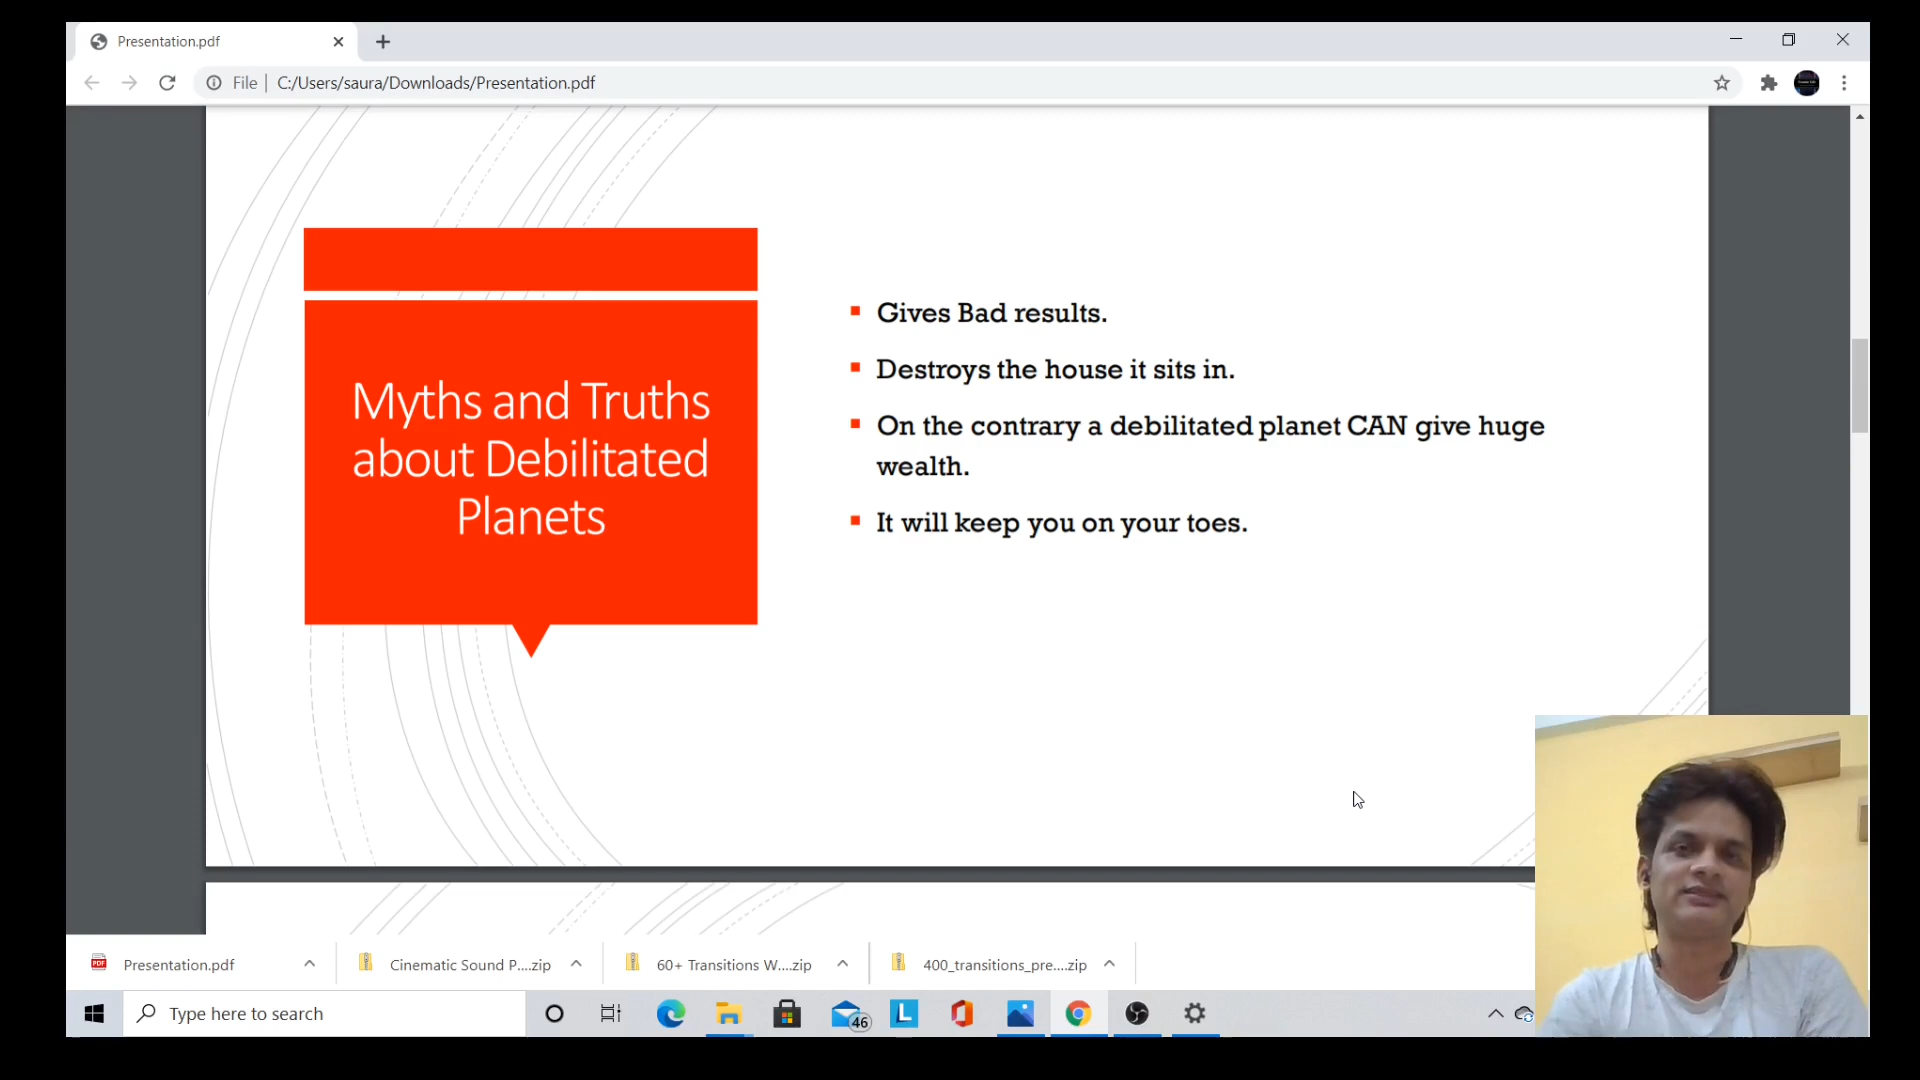 Presentation.pdf
File | C:/Users/saura/Downloads/Presentation.pdf
Myths and Truths
about Debilitated
Planets
Gives Bad results.
Destroys the house it sits in.
On the contrary a debilitated planet CAN give huge
wealth.
It will keep you on your toes.
PDF
Presentation.pdf
Cinematic Sound P....zip
60+ Transitions W....zip
400_transitions_pre....zip
Type here to search
46
L